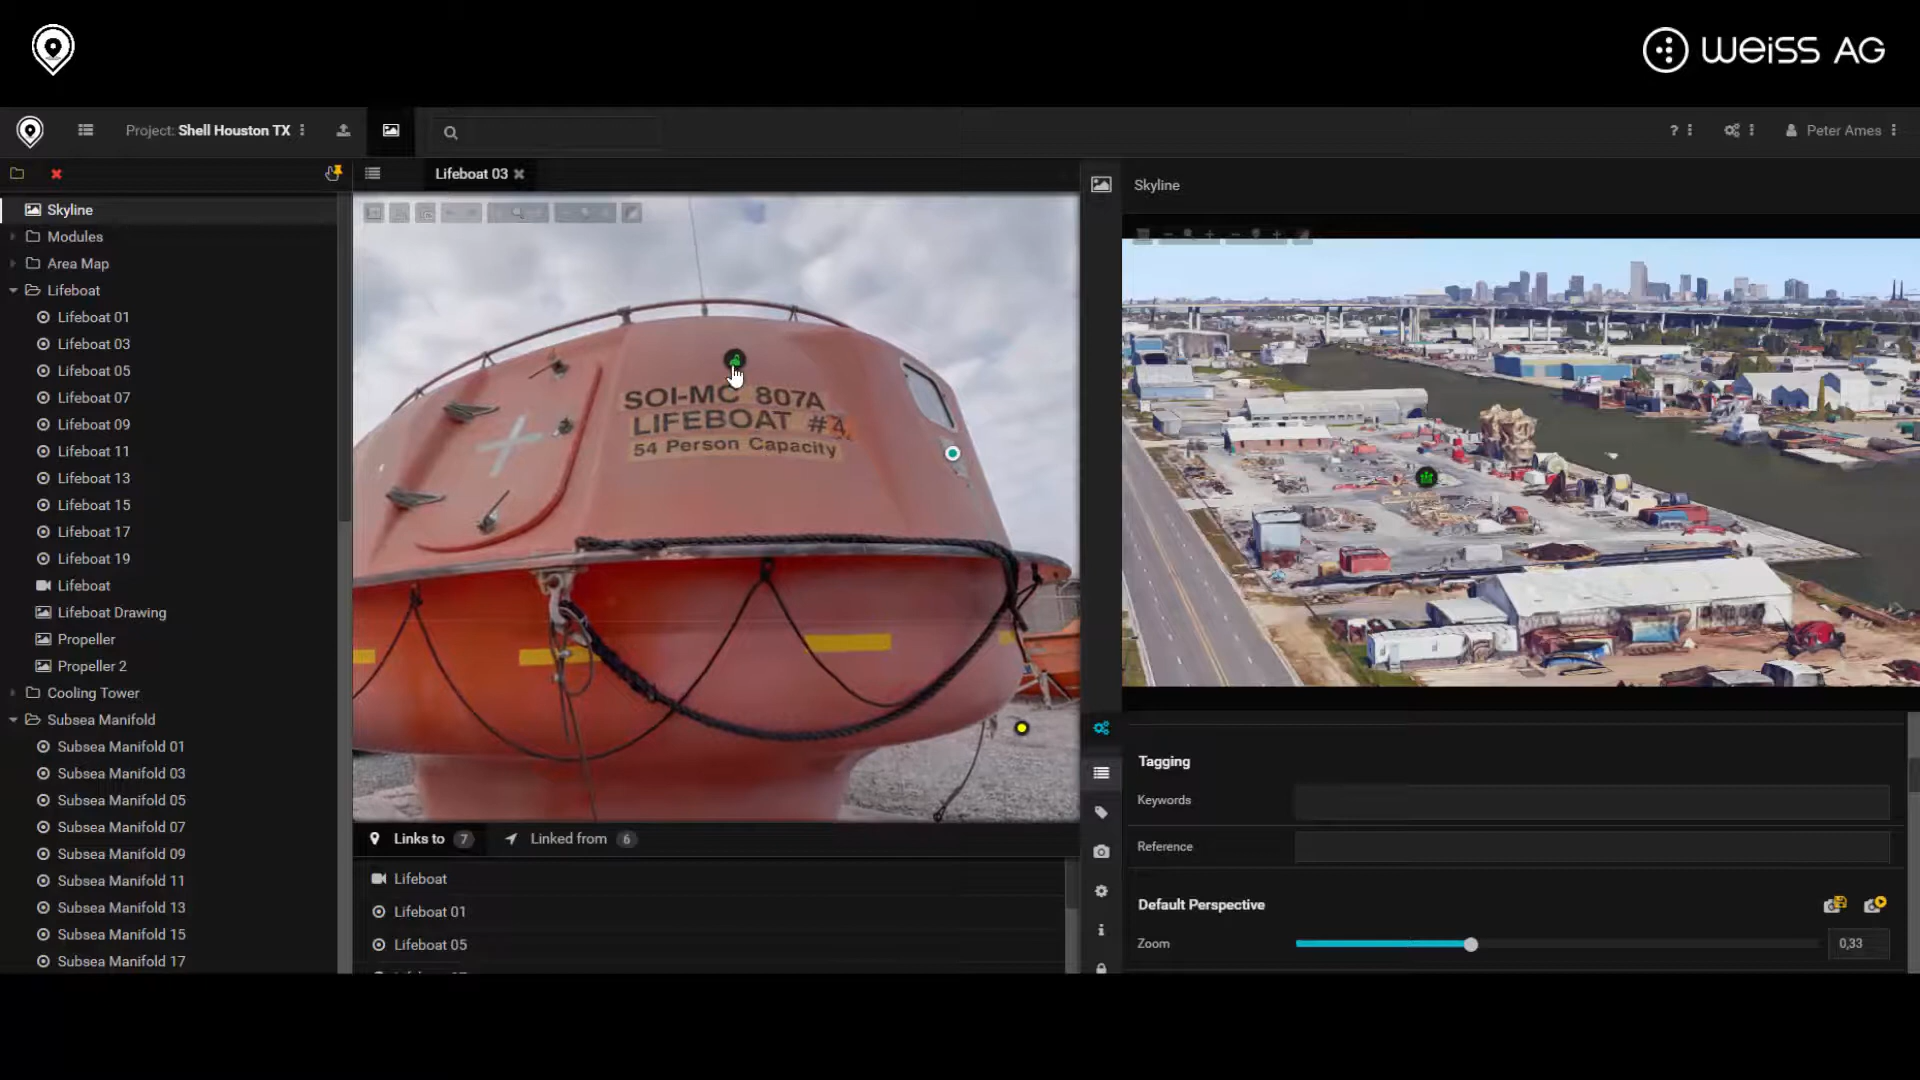 weiss AG
Project: Shell Houston TX
?
Peter Ames
Skyline
Modules
Area Map
Lifeboat
Lifeboat 01
Lifeboat 03
Lifeboat 05
Lifeboat 07
Lifeboat 09
Lifeboat 11
Lifeboat 13
Lifeboat 15
Lifeboat 17
Lifeboat 19
Lifeboat
Lifeboat Drawing
Propeller
Propeller 2
Cooling Tower
Subsea Manifold
Subsea Manifold 01
Subsea Manifold 03
Subsea Manifold 05
Subsea Manifold 07
Subsea Manifold 09
Subsea Manifold 11
Subsea Manifold 13
Subsea Manifold 15
Subsea Manifold 17
Lifeboat 03
SOI-MC 807A
LIFEBOAT #4
54 Person Capacity
Links to 7
Linked from 6
Lifeboat
Lifeboat 01
Lifeboat 05
Skyline
Tagging
Keywords
Reference
Default Perspective
Zoom
0,33